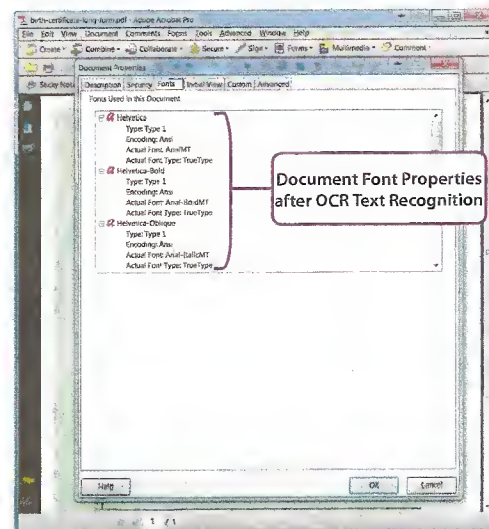 birth-certificate-long-form.pdf - Adobe Acrobat Pro
File Edit View Document Comments Forms Tools Advanced Window Help
Create Combine Collaborate Secure Sign Forms Multimedia Comment
Sticky Note
Document Properties
Description Security Fonts Initial View Custom Advanced
Fonts Used in this Document
Helvetica
Type: Type 1
Encoding: Ansi
Actual Font: ArialMT
Actual Font Type: TrueType
Helvetica-Bold
Type: Type 1
Encoding: Ansi
Actual Font: Arial-BoldMT
Actual Font Type: TrueType
Helvetica-Oblique
Type: Type 1
Encoding: Ansi
Actual Font: Arial-ItalicMT
Actual Font Type: TrueType
Document Font Properties
after OCR Text Recognition
Help OK Cancel
1 / 1